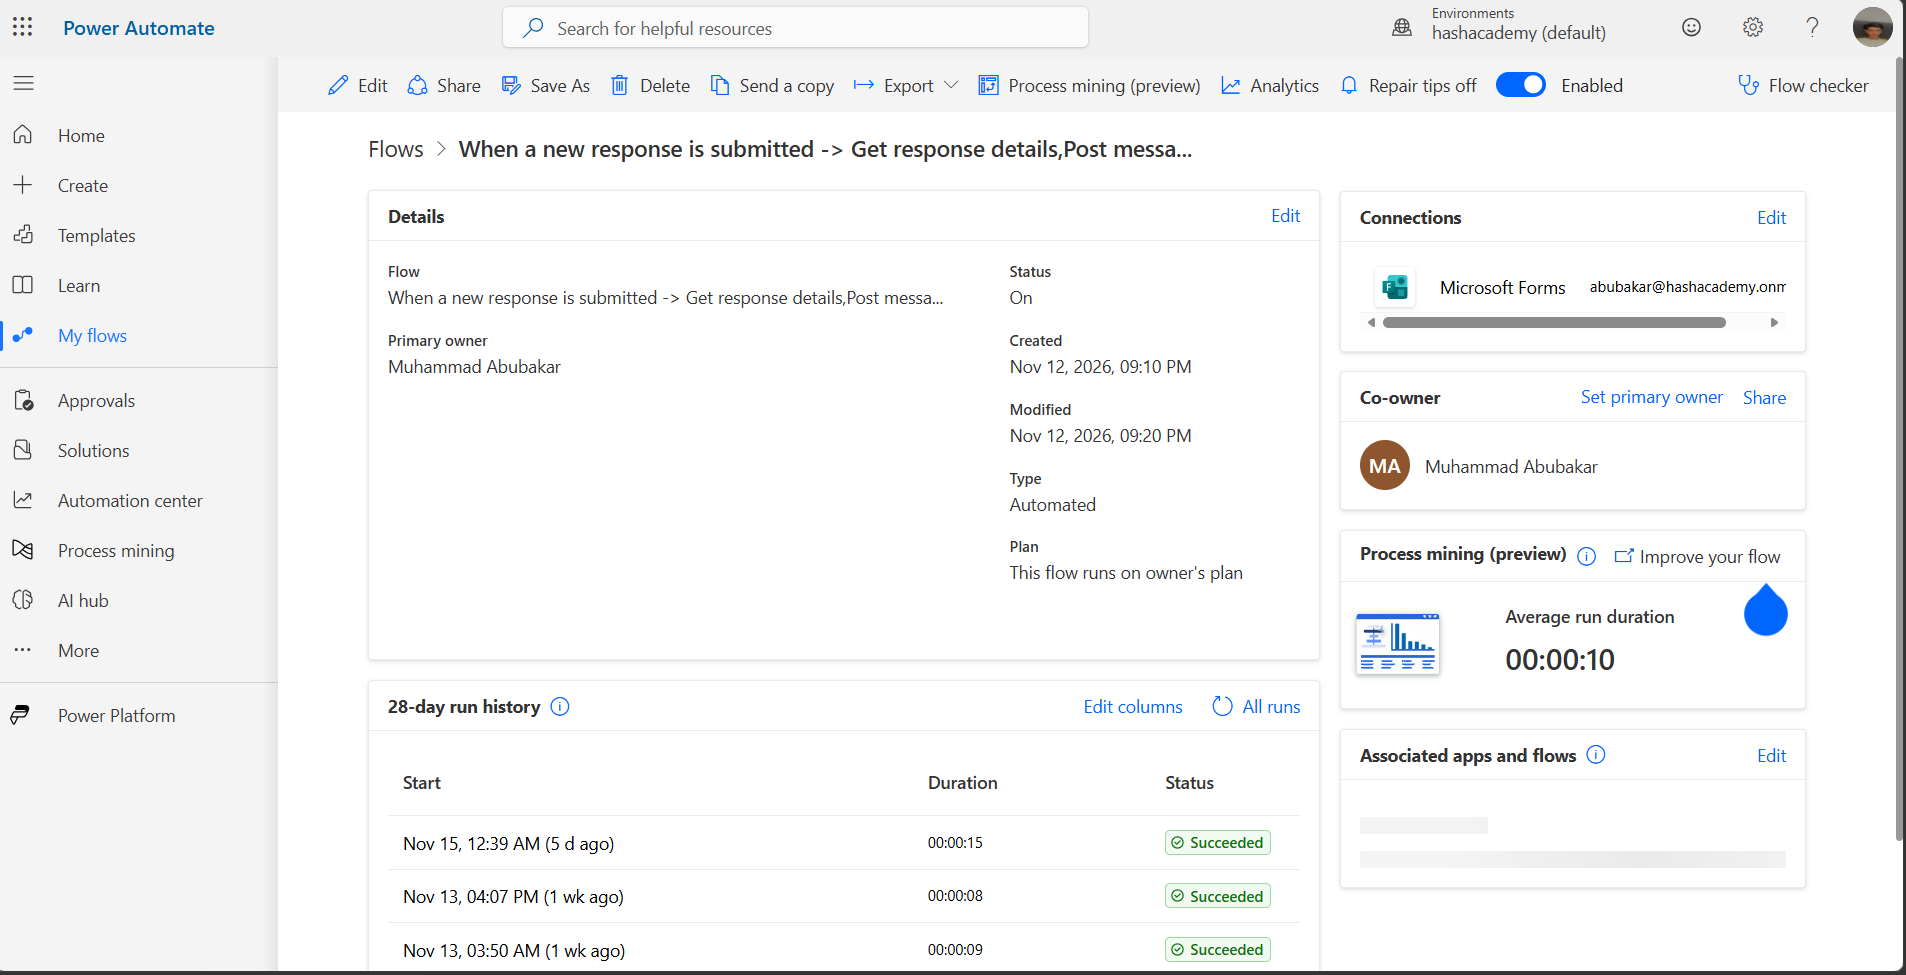 Power Automate
Search for helpful resources
Environments
hashacademy (default)
Edit
Share
Save As
Delete
Send a copy
Export
Process mining (preview)
Analytics
Repair tips off
Enabled
Flow checker
Home
Create
Templates
Learn
My flows
Approvals
Solutions
Automation center
Process mining
AI hub
More
Power Platform
Flows > When a new response is submitted -> Get response details,Post messa...
Details
Edit
Flow
When a new response is submitted -> Get response details,Post messa...
Primary owner
Muhammad Abubakar
Status
On
Created
Nov 12, 2026, 09:10 PM
Modified
Nov 12, 2026, 09:20 PM
Type
Automated
Plan
This flow runs on owner's plan
28-day run history
Edit columns
All runs
Start Duration Status
Nov 15, 12:39 AM (5 d ago) 00:00:15 Succeeded
Nov 13, 04:07 PM (1 wk ago) 00:00:08 Succeeded
Nov 13, 03:50 AM (1 wk ago) 00:00:09 Succeeded
Connections
Edit
Microsoft Forms abubakar@hashacademy.onm
Co-owner
Set primary owner
Share
MA Muhammad Abubakar
Process mining (preview)
Improve your flow
Average run duration
00:00:10
Associated apps and flows
Edit